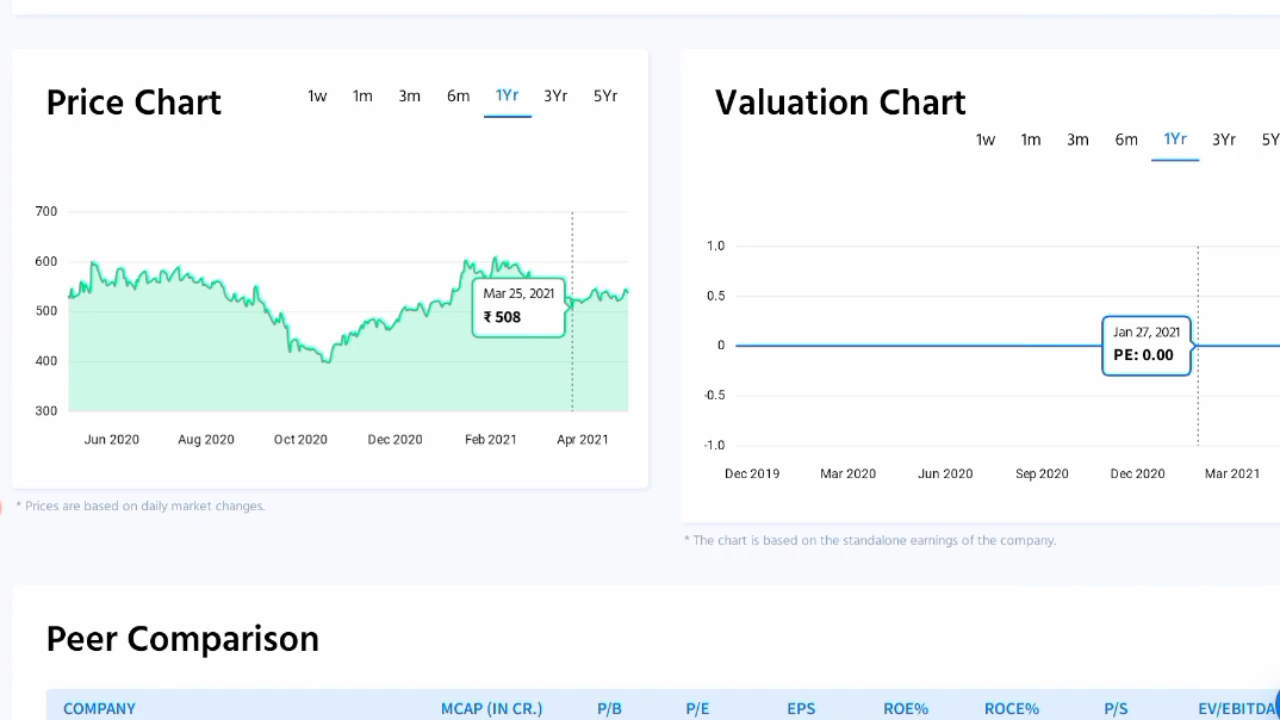 Price Chart
1w 1m 3m 6m 1Yr 3Yr 5Yr
700
600
500
400
300
Mar 25, 2021
₹ 508
Jun 2020 Aug 2020 Oct 2020 Dec 2020 Feb 2021 Apr 2021
* Prices are based on daily market changes.
Valuation Chart
1w 1m 3m 6m 1Yr 3Yr 5Y
1.0
0.5
0
-0.5
-1.0
Jan 27, 2021
PE: 0.00
Dec 2019 Mar 2020 Jun 2020 Sep 2020 Dec 2020 Mar 2021
* The chart is based on the standalone earnings of the company.
Peer Comparison
COMPANY MCAP (IN CR.) P/B P/E EPS ROE% ROCE% P/S EV/EBITDA